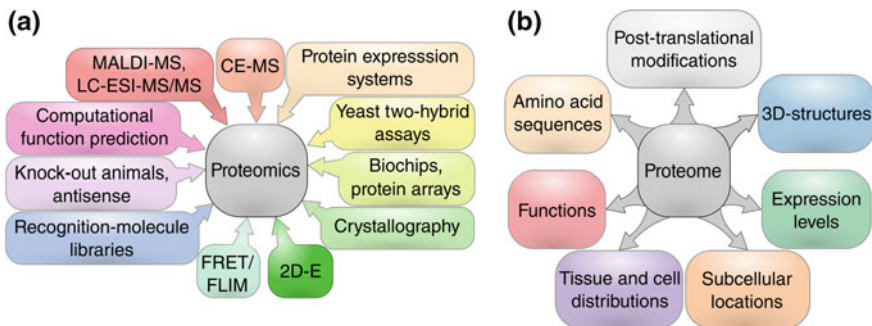 (a)
MALDI-MS,
LC-ESI-MS/MS
CE-MS
Protein expresssion
systems
Computational
function prediction
Yeast two-hybrid
assays
Knock-out animals,
antisense
Proteomics
Biochips,
protein arrays
Recognition-molecule
libraries
Crystallography
FRET/
FLIM
2D-E
(b)
Post-translational
modifications
Amino acid
sequences
3D-structures
Proteome
Functions
Expression
levels
Tissue and cell
distributions
Subcellular
locations